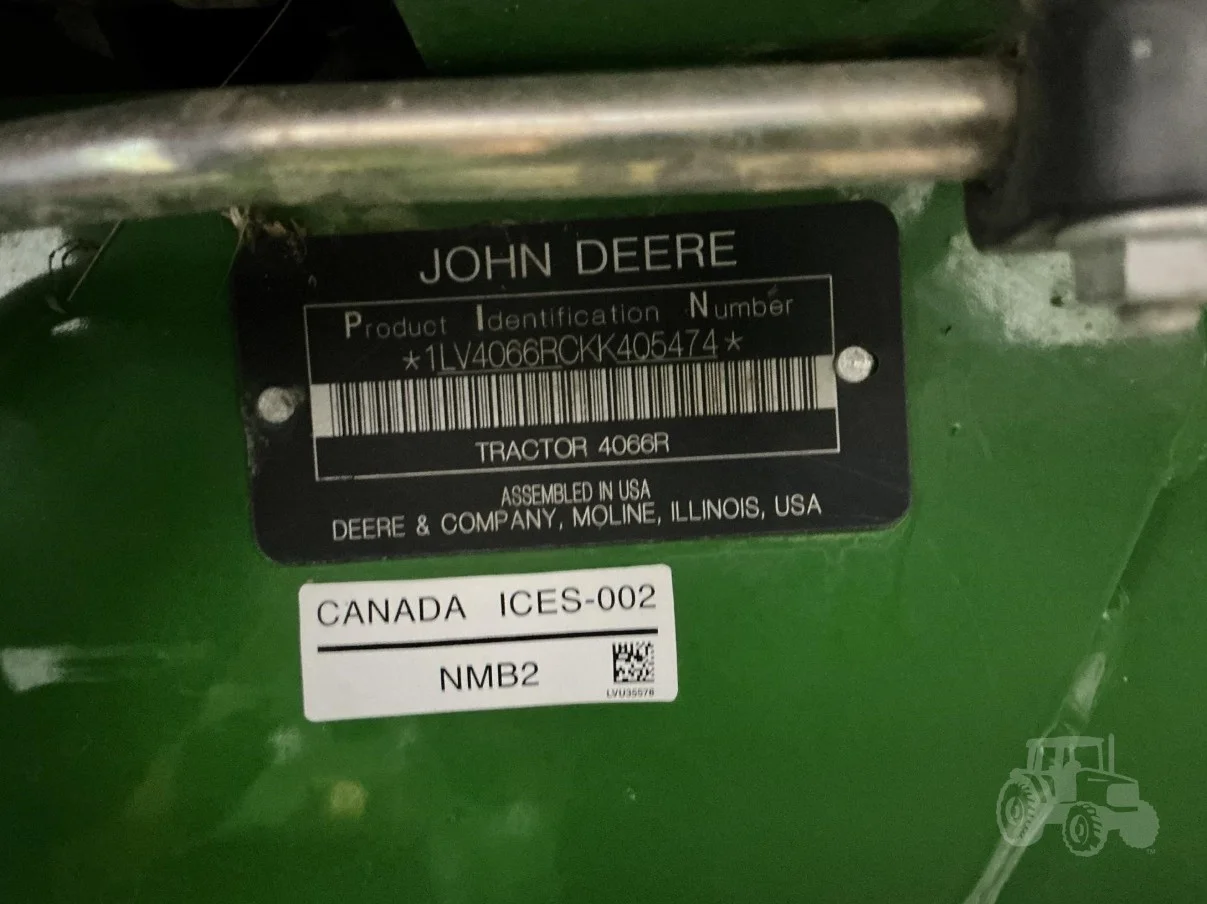 JOHN DEERE
Product Identification Number
*1LV4066RCKK405474*
TRACTOR 4066R
ASSEMBLED IN USA
DEERE & COMPANY, MOLINE, ILLINOIS, USA
CANADA ICES-002
NMB2
LVU35576